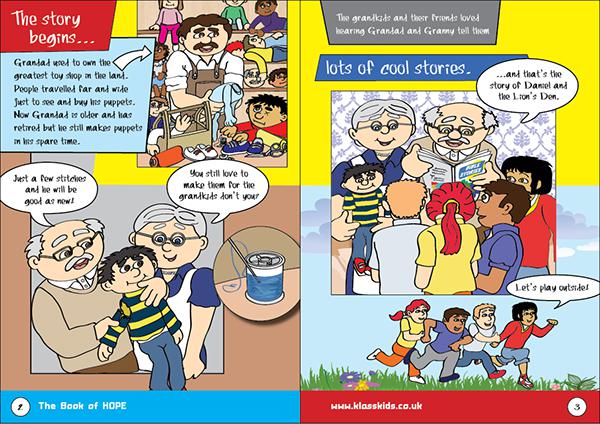 The story
begins...
Grandad used to own the
greatest toy shop in the land.
People travelled far and wide
just to see and buy his puppets.
Now Grandad is older and has
retired but he still makes puppets
in his spare time.
Just a few stitches
and he will be
good as new!
You still love to
make them for the
grandkids don't you?
2 The Book of HOPE
The grandkids and their friends loved
hearing Grandad and Granny tell them
lots of cool stories.
...and that's the
story of Daniel and
the Lion's Den.
BIBLE
STORIES
Let's play outside!
www.klasskids.co.uk 3